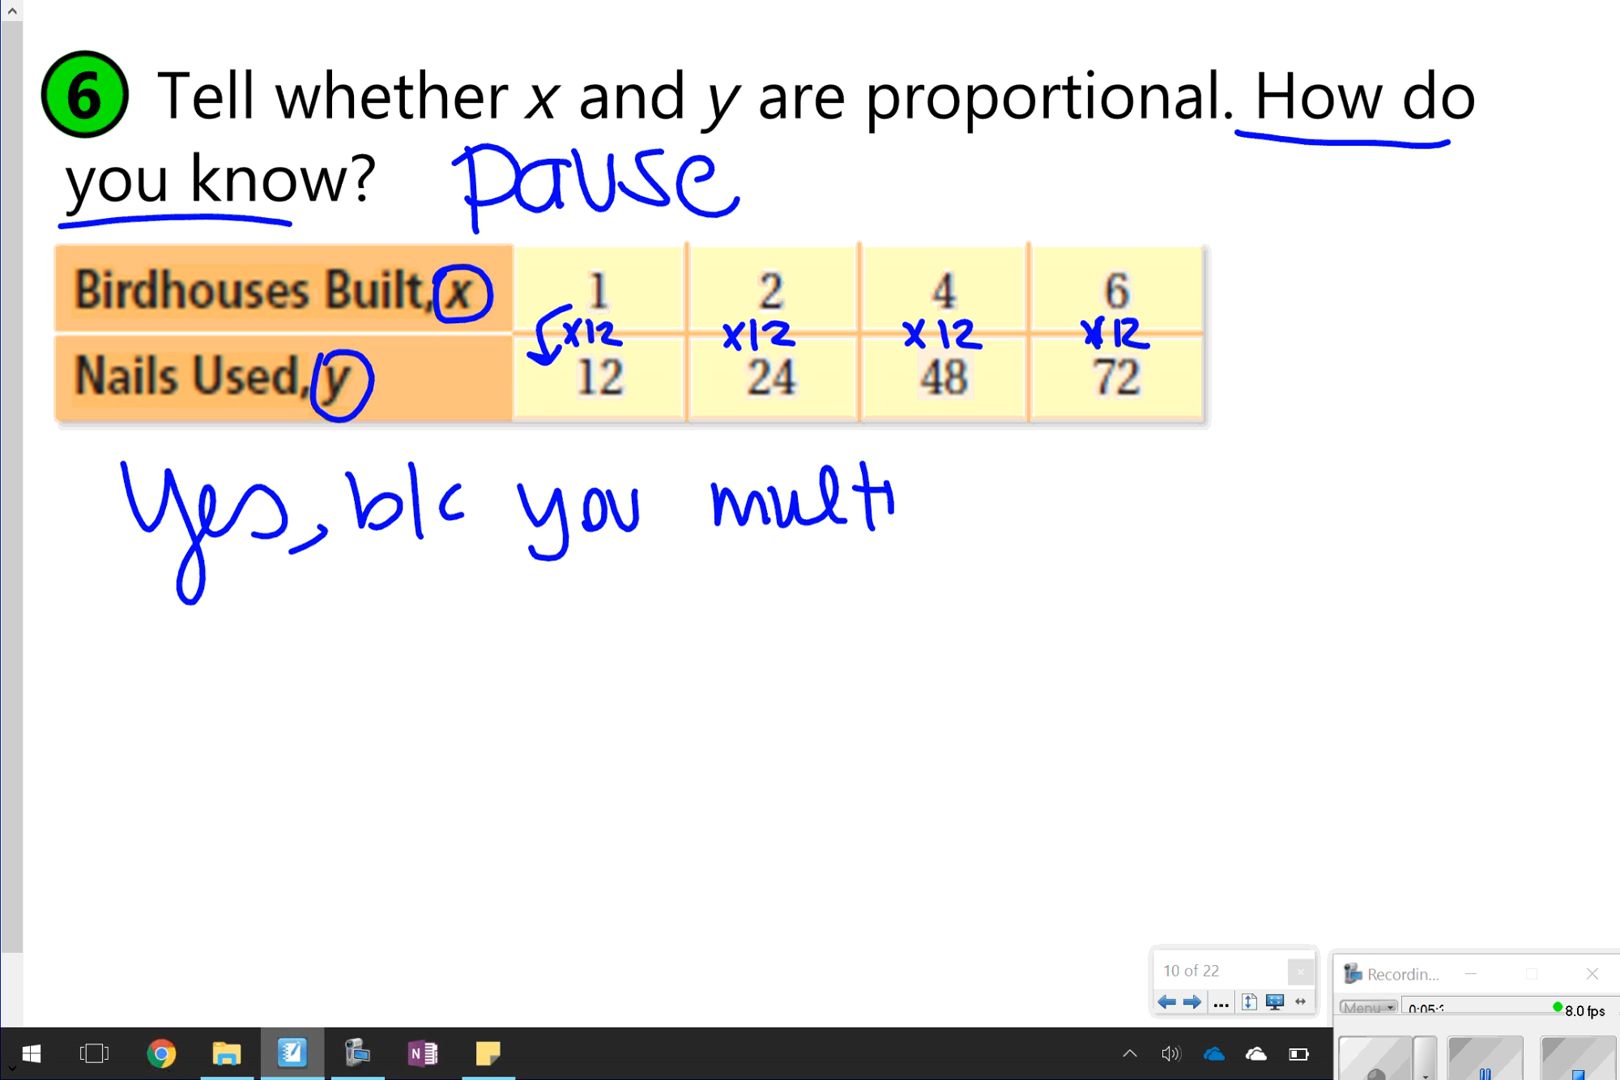 6 Tell whether x and y are proportional. How do
you know? pause
Birdhouses Built, x 1 2 4 6
x12 x12 x12 x12
Nails Used, y 12 24 48 72
Yes, b/c you multi
10 of 22
Recordin...
Menu 0:05:
8.0 fps